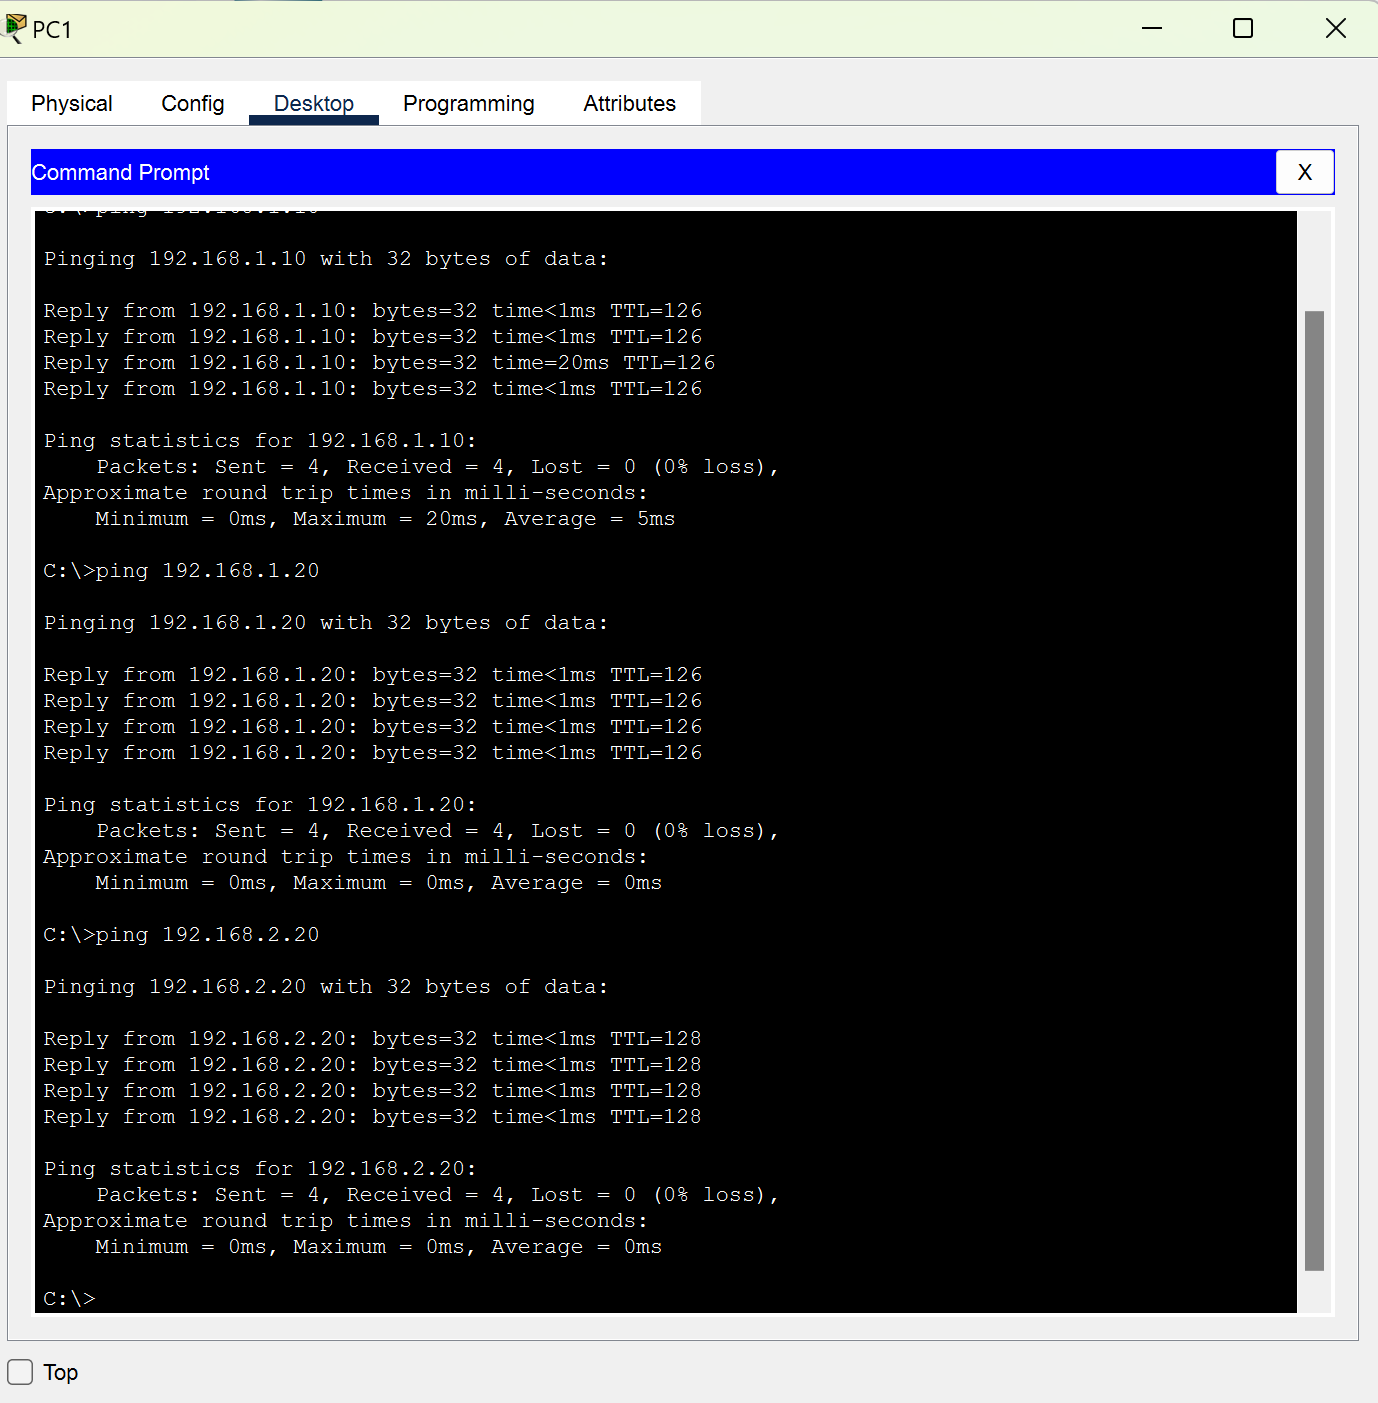 PC1
Physical Config Desktop Programming Attributes
Command Prompt X
Pinging 192.168.1.10 with 32 bytes of data:
Reply from 192.168.1.10: bytes=32 time<1ms TTL=126
Reply from 192.168.1.10: bytes=32 time<1ms TTL=126
Reply from 192.168.1.10: bytes=32 time=20ms TTL=126
Reply from 192.168.1.10: bytes=32 time<1ms TTL=126
Ping statistics for 192.168.1.10:
Packets: Sent = 4, Received = 4, Lost = 0 (0% loss),
Approximate round trip times in milli-seconds:
Minimum = 0ms, Maximum = 20ms, Average = 5ms
C:\>ping 192.168.1.20
Pinging 192.168.1.20 with 32 bytes of data:
Reply from 192.168.1.20: bytes=32 time<1ms TTL=126
Reply from 192.168.1.20: bytes=32 time<1ms TTL=126
Reply from 192.168.1.20: bytes=32 time<1ms TTL=126
Reply from 192.168.1.20: bytes=32 time<1ms TTL=126
Ping statistics for 192.168.1.20:
Packets: Sent = 4, Received = 4, Lost = 0 (0% loss),
Approximate round trip times in milli-seconds:
Minimum = 0ms, Maximum = 0ms, Average = 0ms
C:\>ping 192.168.2.20
Pinging 192.168.2.20 with 32 bytes of data:
Reply from 192.168.2.20: bytes=32 time<1ms TTL=128
Reply from 192.168.2.20: bytes=32 time<1ms TTL=128
Reply from 192.168.2.20: bytes=32 time<1ms TTL=128
Reply from 192.168.2.20: bytes=32 time<1ms TTL=128
Ping statistics for 192.168.2.20:
Packets: Sent = 4, Received = 4, Lost = 0 (0% loss),
Approximate round trip times in milli-seconds:
Minimum = 0ms, Maximum = 0ms, Average = 0ms
C:\>
Top